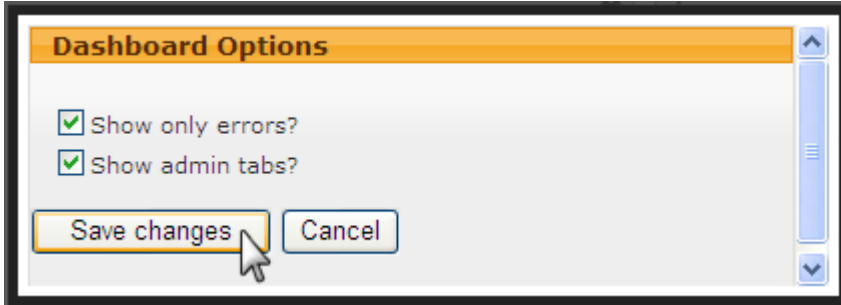 Dashboard Options
Show only errors?
Show admin tabs?
Save changes Cancel